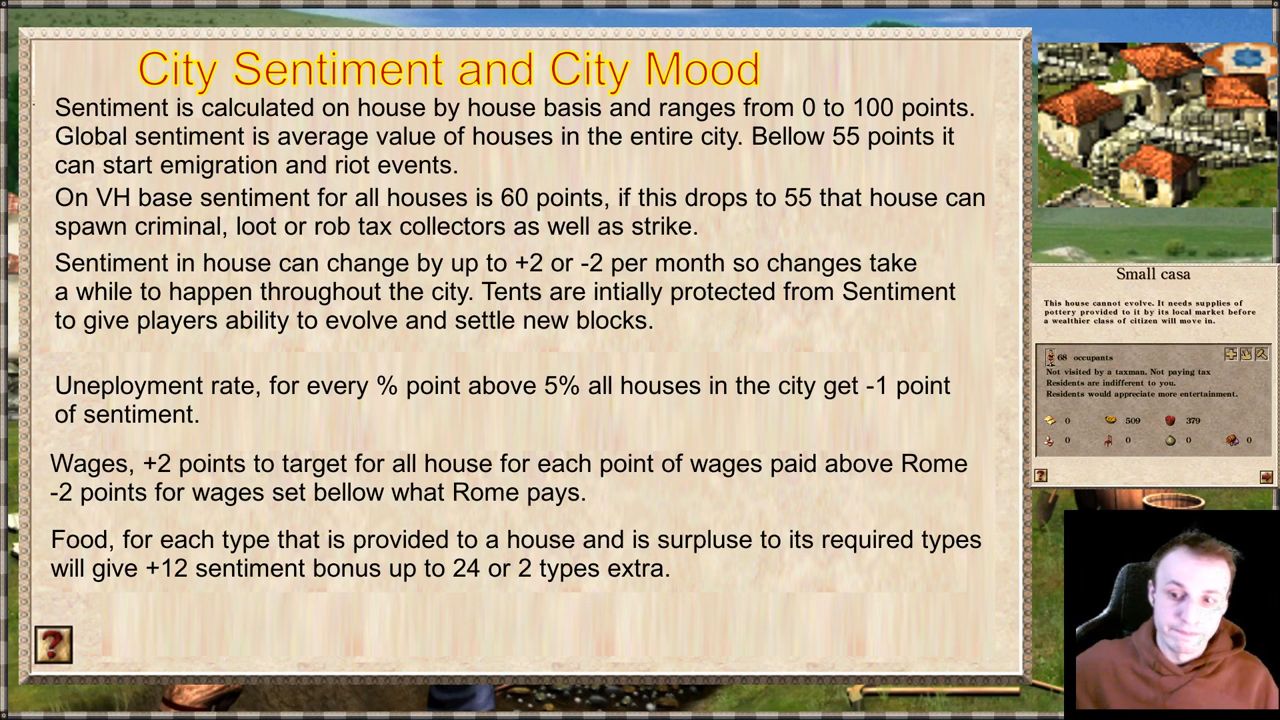 City Sentiment and City Mood
Sentiment is calculated on house by house basis and ranges from 0 to 100 points.
Global sentiment is average value of houses in the entire city. Bellow 55 points it
can start emigration and riot events.
On VH base sentiment for all houses is 60 points, if this drops to 55 that house can
spawn criminal, loot or rob tax collectors as well as strike.
Sentiment in house can change by up to +2 or -2 per month so changes take
a while to happen throughout the city. Tents are intially protected from Sentiment
to give players ability to evolve and settle new blocks.
Uneployment rate, for every % point above 5% all houses in the city get -1 point
of sentiment.
Wages, +2 points to target for all house for each point of wages paid above Rome
-2 points for wages set bellow what Rome pays.
Food, for each type that is provided to a house and is surpluse to its required types
will give +12 sentiment bonus up to 24 or 2 types extra.
?
Small casa
This house cannot evolve. It needs supplies of
pottery provided to it by its local market before
a wealthier class of citizen will move in.
68 occupants
Not visited by a taxman. Not paying tax
Residents are indifferent to you.
Residents would appreciate more entertainment.
0 509 379
0 0 0 0
?